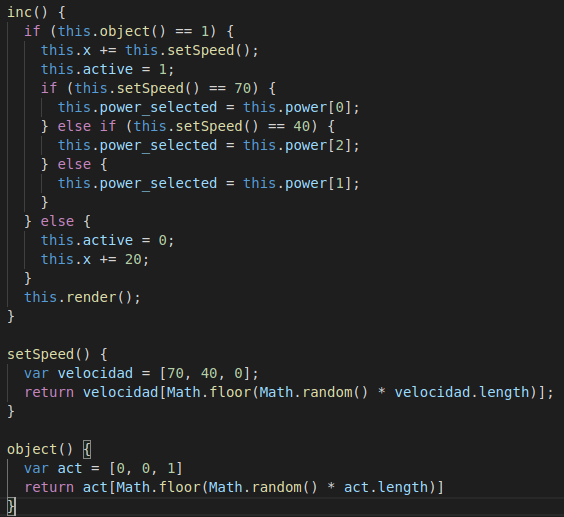 inc() {
  if (this.object() == 1) {
    this.x += this.setSpeed();
    this.active = 1;
    if (this.setSpeed() == 70) {
      this.power_selected = this.power[0];
    } else if (this.setSpeed() == 40) {
      this.power_selected = this.power[2];
    } else {
      this.power_selected = this.power[1];
    }
  } else {
    this.active = 0;
    this.x += 20;
  }
  this.render();
}

setSpeed() {
  var velocidad = [70, 40, 0];
  return velocidad[Math.floor(Math.random() * velocidad.length)];
}

object() {
  var act = [0, 0, 1]
  return act[Math.floor(Math.random() * act.length)]
}